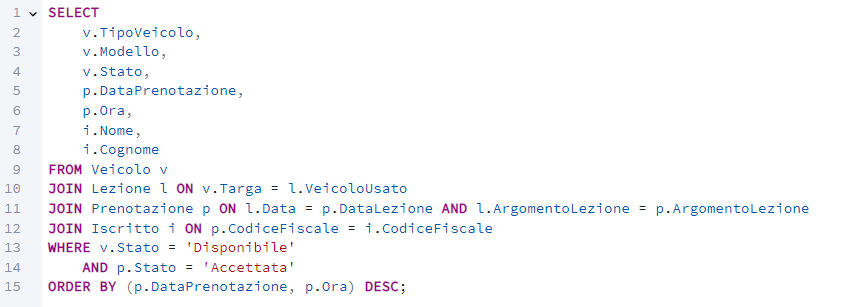 1 SELECT
2 v.TipoVeicolo,
3 v.Modello,
4 v.Stato,
5 p.DataPrenotazione,
6 p.Ora,
7 i.Nome,
8 i.Cognome
9 FROM Veicolo v
10 JOIN Lezione l ON v.Targa = l.VeicoloUsato
11 JOIN Prenotazione p ON l.Data = p.DataLezione AND l.ArgomentoLezione = p.ArgomentoLezione
12 JOIN Iscritto i ON p.CodiceFiscale = i.CodiceFiscale
13 WHERE v.Stato = 'Disponibile'
14 AND p.Stato = 'Accettata'
15 ORDER BY (p.DataPrenotazione, p.Ora) DESC;